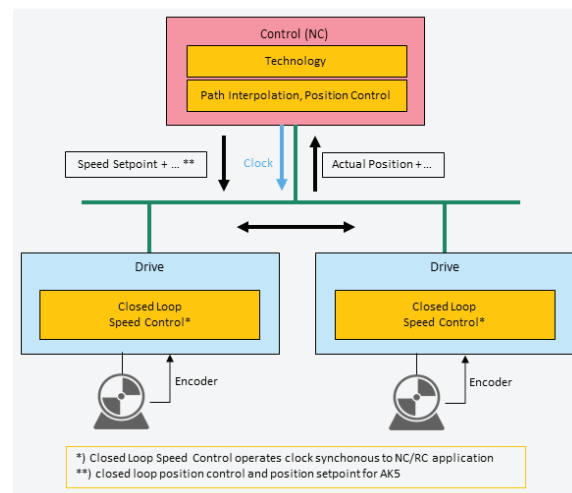 Control (NC)
Technology
Path Interpolation, Position Control
Speed Setpoint + ... **
Clock
Actual Position + ...
Drive
Closed Loop
Speed Control*
Encoder
Drive
Closed Loop
Speed Control*
Encoder
*) Closed Loop Speed Control operates clock synchonous to NC/RC application
**) closed loop position control and position setpoint for AK5